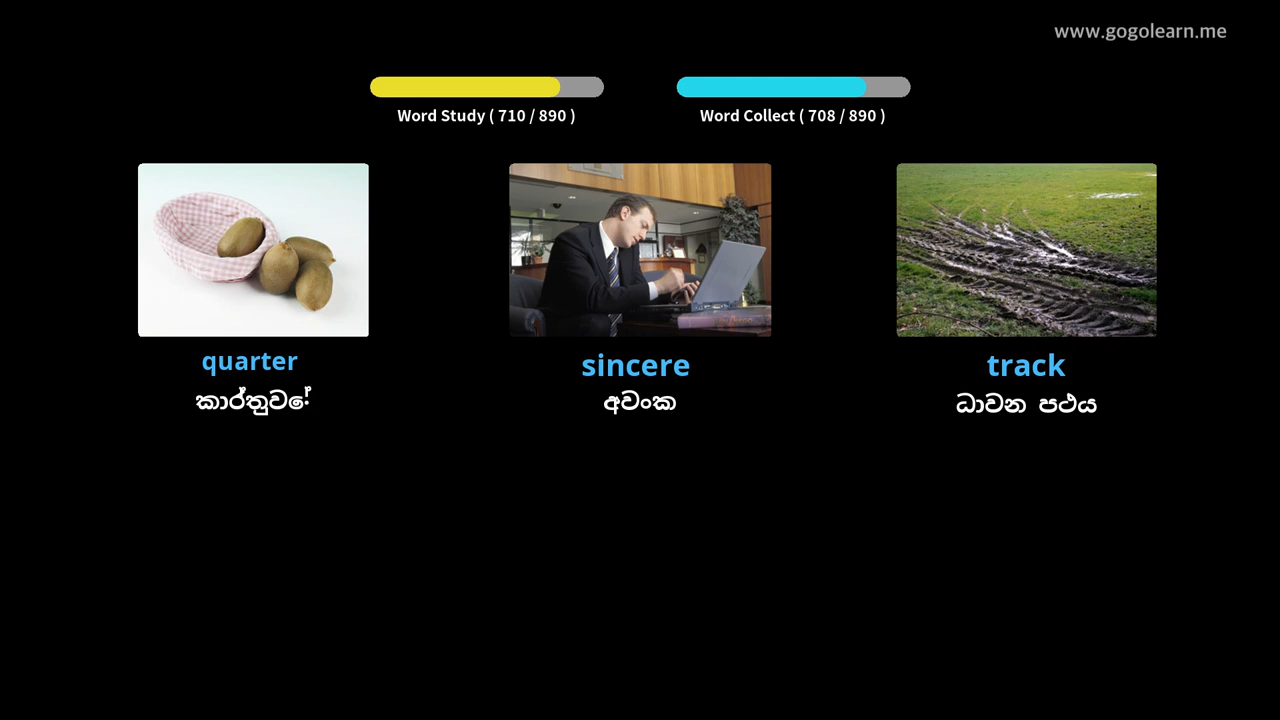 www.gogolearn.me
Word Study ( 710 / 890 )
Word Collect ( 708 / 890 )
quarter
sincere
track
කාර්තුවේ
අවංක
ධාවන පථය